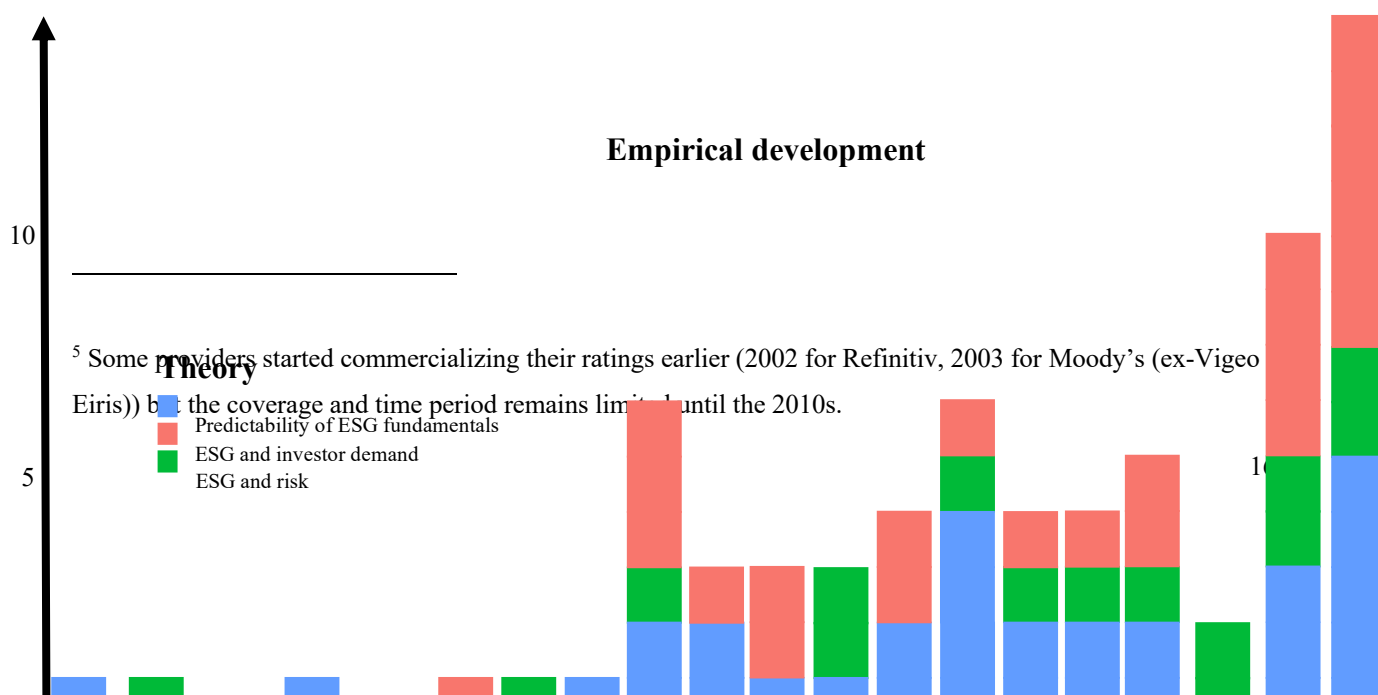 Empirical development
10
⁵ Some providers started commercializing their ratings earlier (2002 for Refinitiv, 2003 for Moody’s (ex-Vigeo
Theory
Eiris)) but the coverage and time period remains limited until the 2010s.
Predictability of ESG fundamentals
ESG and investor demand
5
ESG and risk